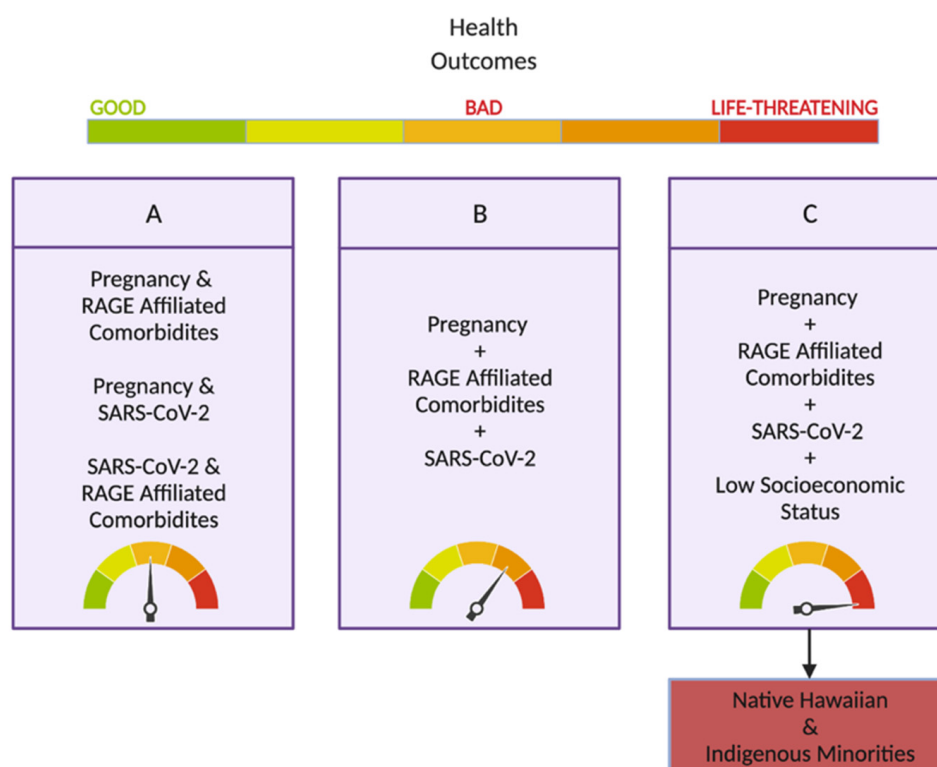 Health
Outcomes
GOOD BAD LIFE-THREATENING
A
Pregnancy &
RAGE Affiliated
Comorbidites
Pregnancy &
SARS-CoV-2
SARS-CoV-2 &
RAGE Affiliated
Comorbidites
B
Pregnancy
+
RAGE Affiliated
Comorbidites
+
SARS-CoV-2
C
Pregnancy
+
RAGE Affiliated
Comorbidites
+
SARS-CoV-2
+
Low Socioeconomic
Status
Native Hawaiian
&
Indigenous Minorities